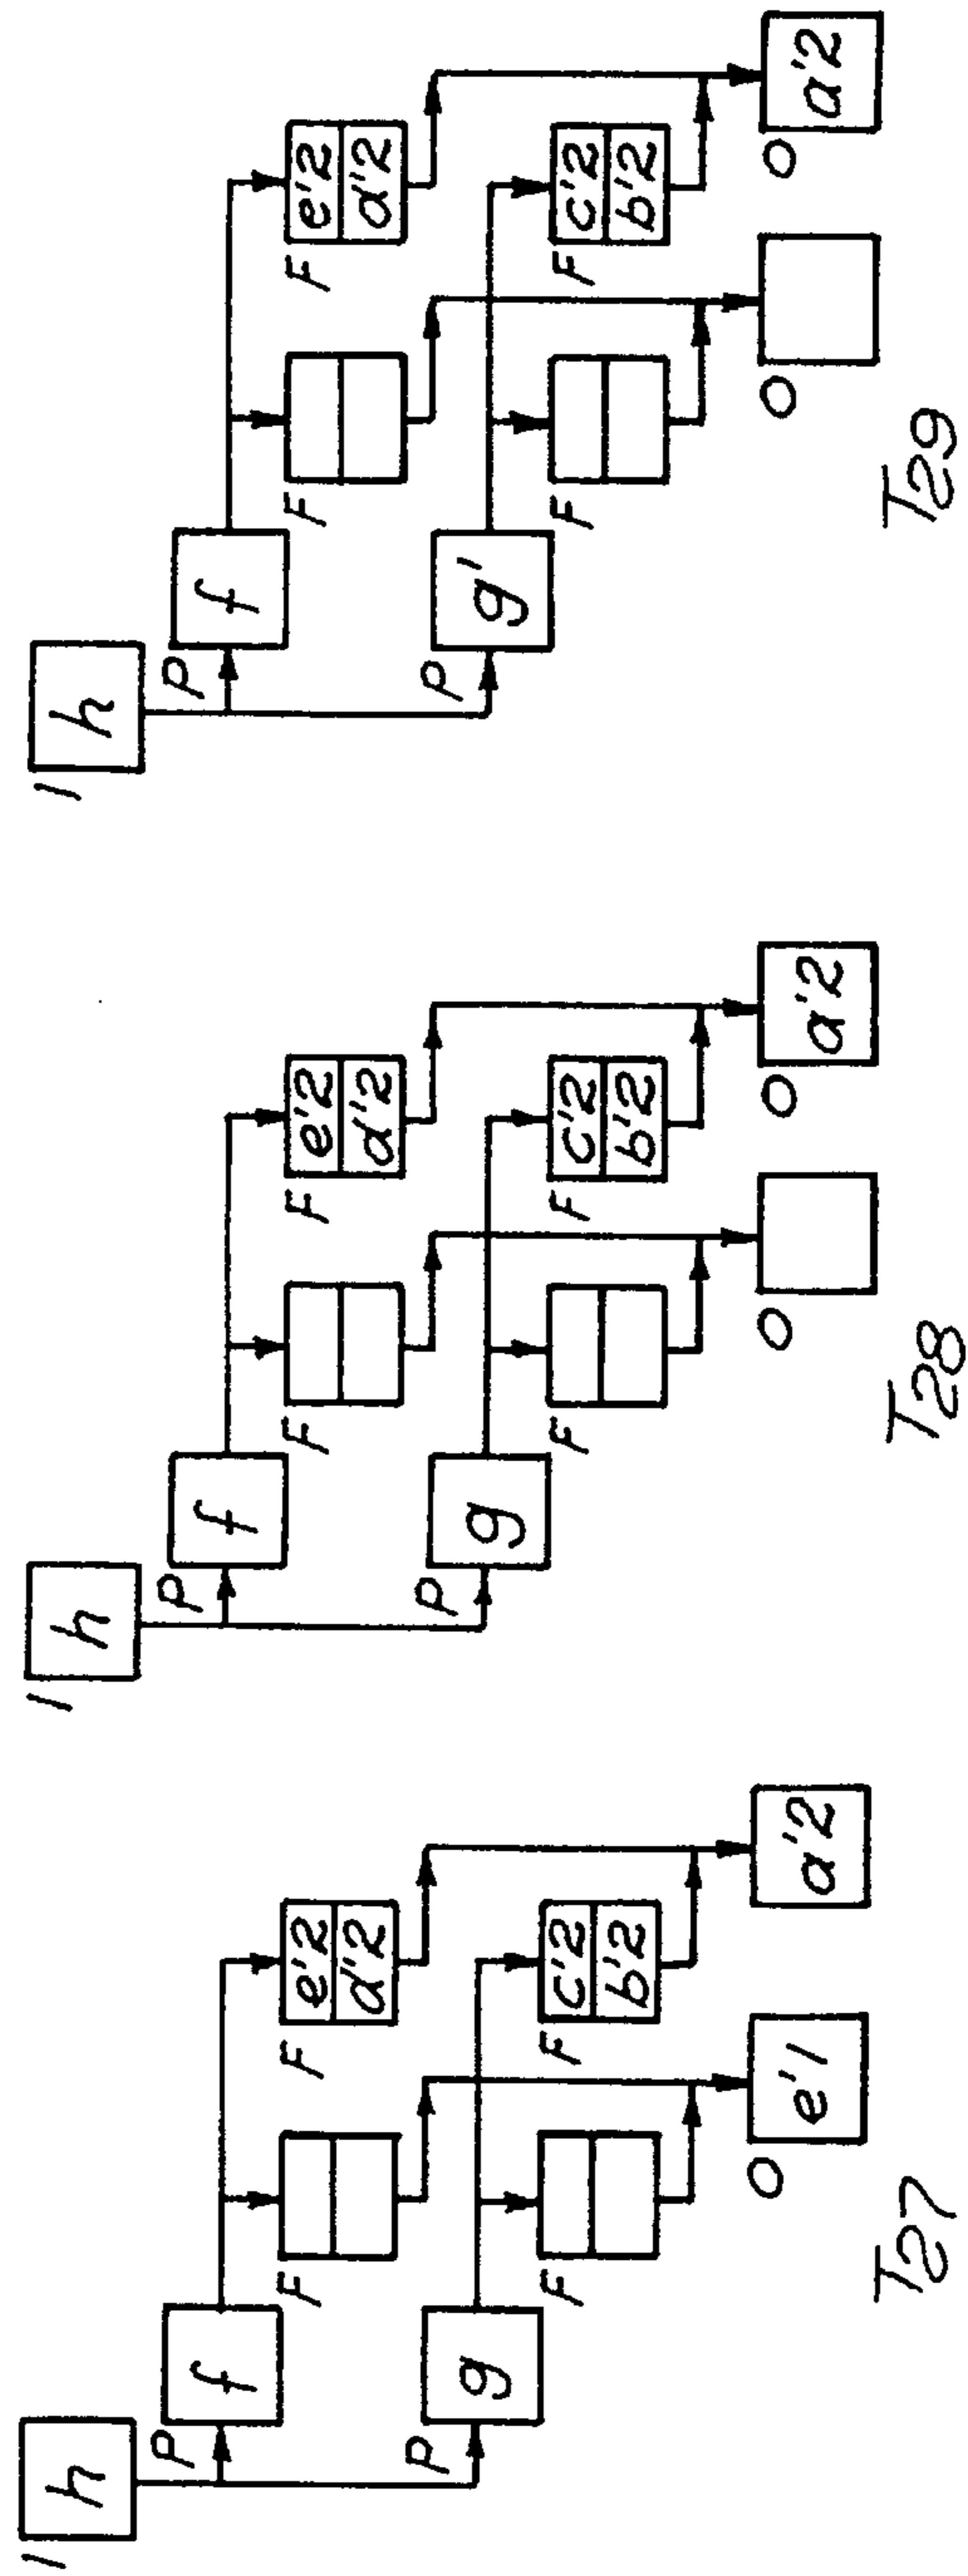 I h
P f
F F e'2
d'2
P g
F F c'2
b'2
O e'1 a'2
T27
I h
P f
F F e'2
d'2
P g
F F c'2
b'2
O O a'2
T28
I h
P f
F F e'2
d'2
P g'
F F c'2
b'2
O O a'2
T29